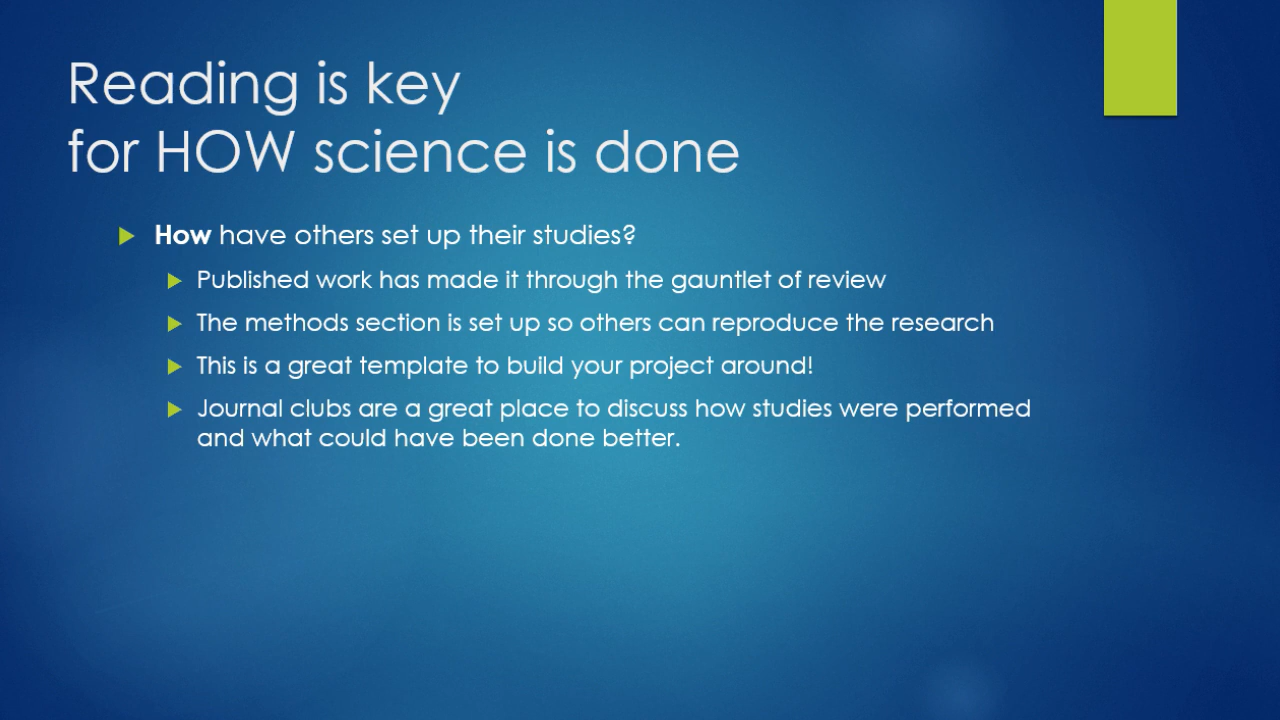 Reading is key
for HOW science is done
How have others set up their studies?
Published work has made it through the gauntlet of review
The methods section is set up so others can reproduce the research
This is a great template to build your project around!
Journal clubs are a great place to discuss how studies were performed
and what could have been done better.